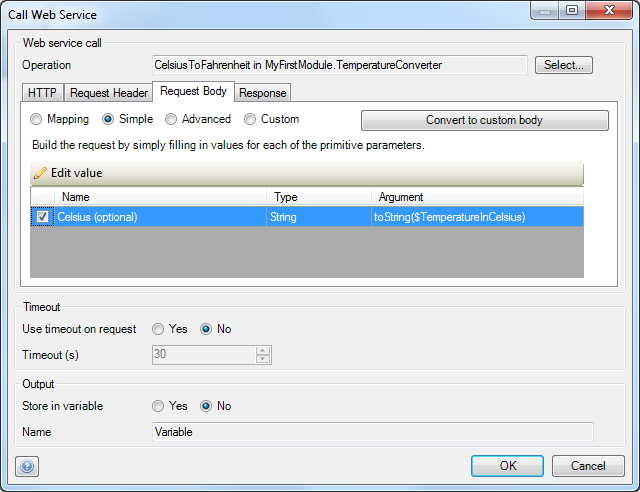 Call Web Service
Web service call
Operation CelsiusToFahrenheit in MyFirstModule.TemperatureConverter Select...
HTTP Request Header Request Body Response
Mapping Simple Advanced Custom Convert to custom body
Build the request by simply filling in values for each of the primitive parameters.
Edit value
Name Type Argument
Celsius (optional) String toString($TemperatureInCelsius)
Timeout
Use timeout on request Yes No
Timeout (s) 30
Output
Store in variable Yes No
Name Variable
? OK Cancel